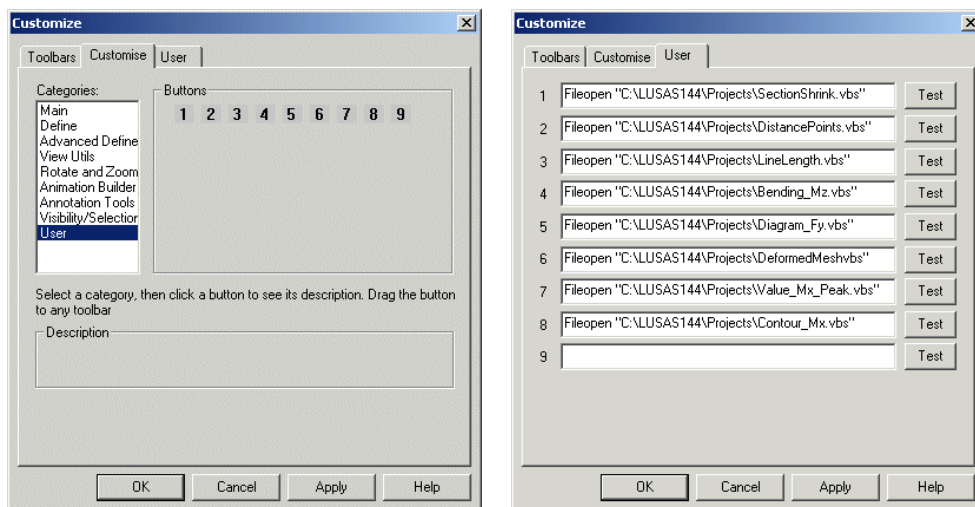 Customize
Toolbars Customise User
Categories:
Main
Define
Advanced Define
View Utils
Rotate and Zoom
Animation Builder
Annotation Tools
Visibility/Selection
User
Buttons
1 2 3 4 5 6 7 8 9
Select a category, then click a button to see its description. Drag the button
to any toolbar
Description
OK Cancel Apply Help
Customize
Toolbars Customise User
1 Fileopen "C:\LUSAS144\Projects\SectionShrink.vbs" Test
2 Fileopen "C:\LUSAS144\Projects\DistancePoints.vbs" Test
3 Fileopen "C:\LUSAS144\Projects\LineLength.vbs" Test
4 Fileopen "C:\LUSAS144\Projects\Bending_Mz.vbs" Test
5 Fileopen "C:\LUSAS144\Projects\Diagram_Fy.vbs" Test
6 Fileopen "C:\LUSAS144\Projects\DeformedMeshvbs" Test
7 Fileopen "C:\LUSAS144\Projects\Value_Mx_Peak.vbs" Test
8 Fileopen "C:\LUSAS144\Projects\Contour_Mx.vbs" Test
9 Test
OK Cancel Apply Help